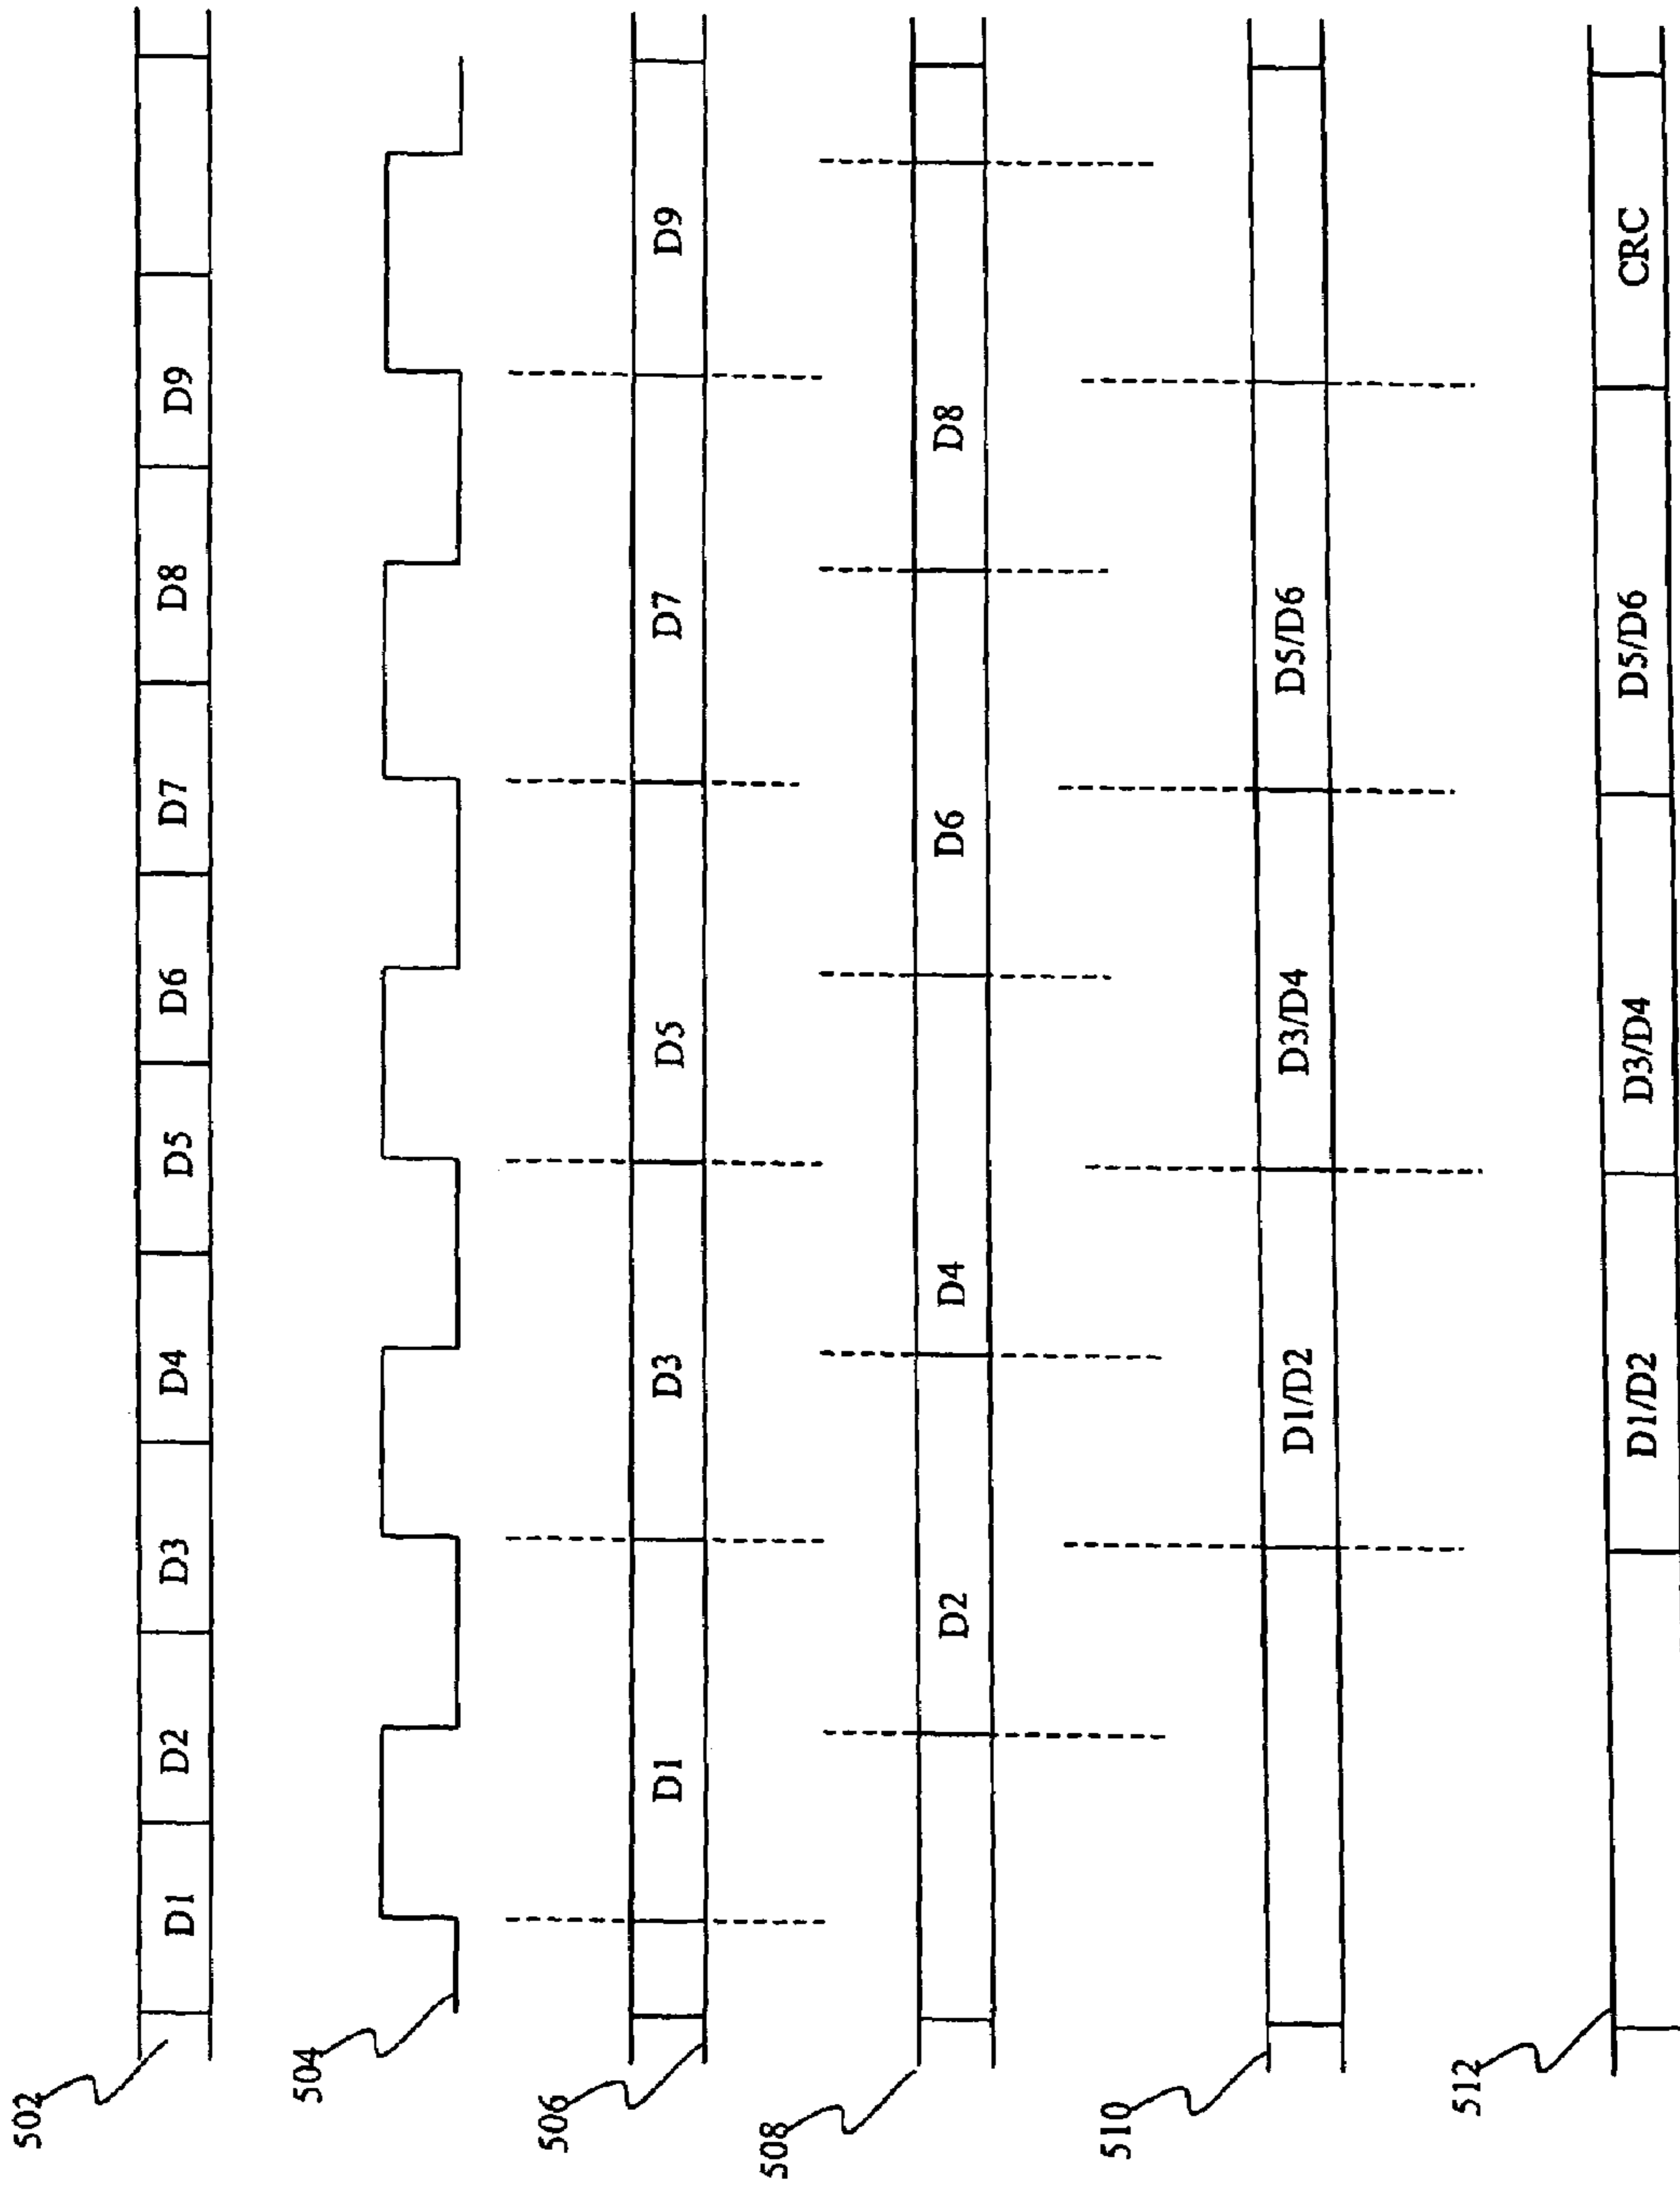 502
D1 D2 D3 D4 D5 D6 D7 D8 D9
504
506
D1 D3 D5 D7 D9
508
D2 D4 D6 D8
510
D1/D2 D3/D4 D5/D6
512
D1/D2 D3/D4 D5/D6 CRC